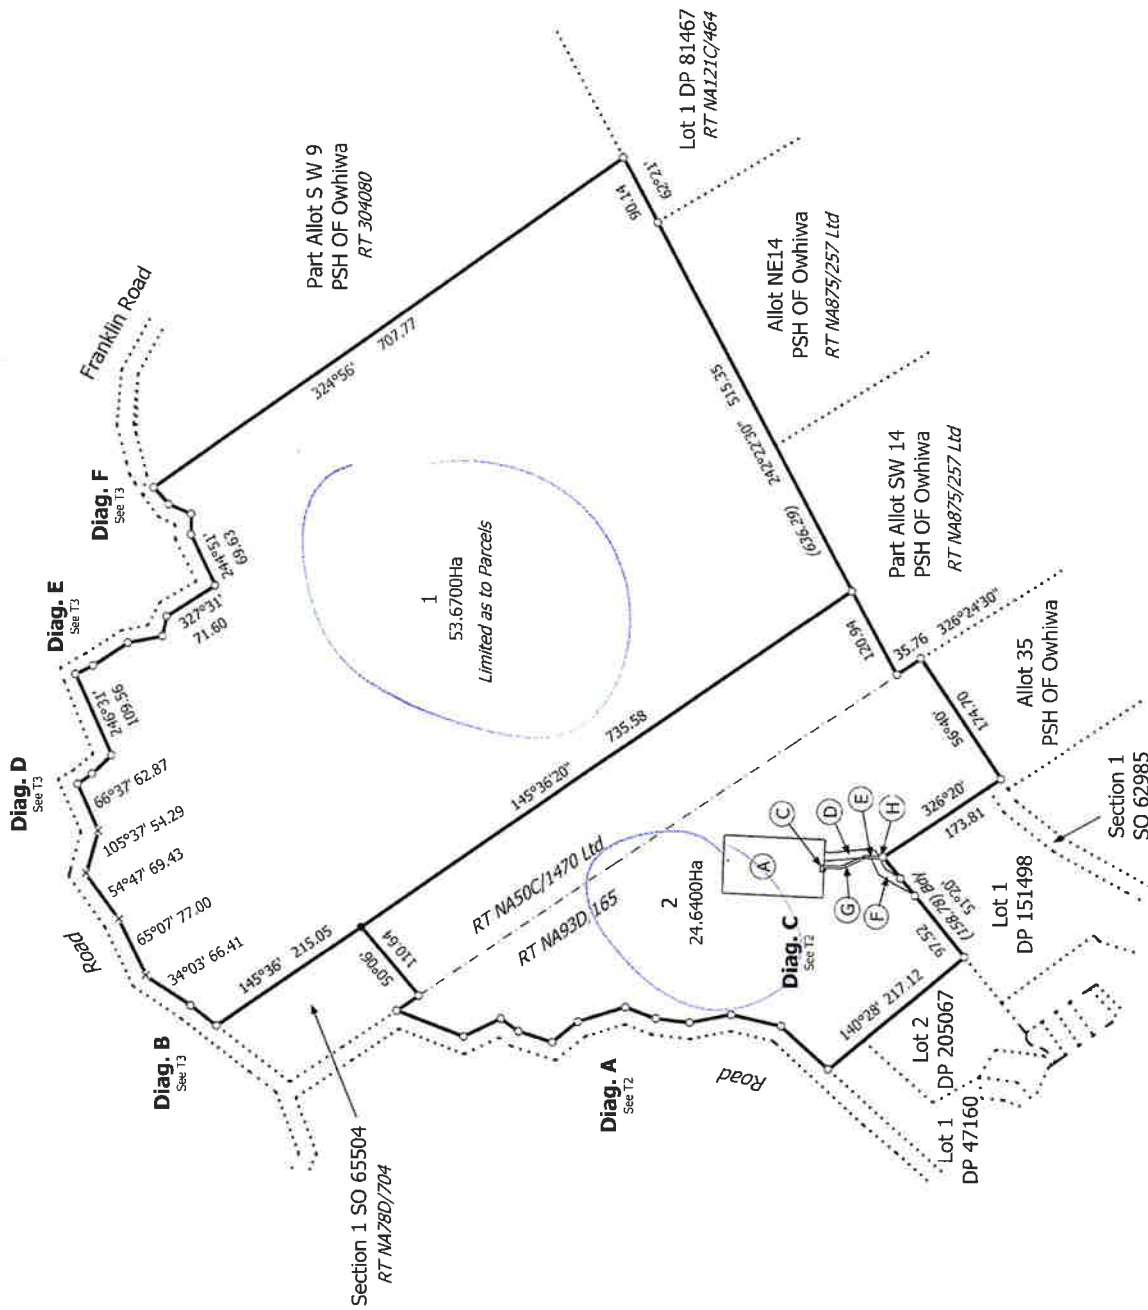 Diag. D
See T3
Diag. E
See T3
Diag. F
See T3
Franklin Road
Road
Diag. B
See T3
34°03' 66.41
65°07' 77.00
54°47' 69.43
105°37' 54.29
66°37' 62.87
246°31'
109.56
327°31'
71.60
244°51'
69.63
324°56' 707.77
Part Allot S W 9
PSH OF Owhiwa
RT 304080
Lot 1 DP 81467
RT NA121C/464
90.14
62°21'
1
53.6700Ha
Limited as to Parcels
145°36' 215.05
145°36'20" 735.58
50°06'
110.64
Section 1 SO 65504
RT NA78D/704
RT NA50C/1470 Ltd
RT NA93D/165
(636.29) 242°22'30" 515.35
Allot NE14
PSH OF Owhiwa
RT NA875/257 Ltd
120.94
Part Allot SW 14
PSH OF Owhiwa
RT NA875/257 Ltd
35.76 326°24'30"
56°40'
174.70
Allot 35
PSH OF Owhiwa
2
24.6400Ha
Diag. C
See T2
A
C
D
E
H
G
F
326°20'
173.81
51°20'
(158.78) Bdy
97.52
140°28' 217.12
Diag. A
See T2
Road
Lot 1
DP 47160
Lot 2
DP 205067
Lot 1
DP 151498
Section 1
SO 62985